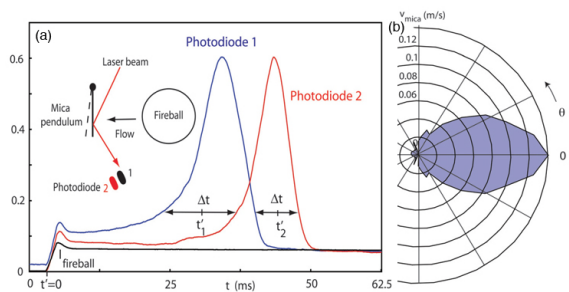 (a)
Photodiode 1
Laser beam
Photodiode 2
Mica
pendulum
Flow
Fireball
1
Photodiode 2
Δt
t′1
Δt
t′2
fireball
0.6
0.4
0.2
0
0 t'=0 25 t (ms) 50 62.5
(b) vmica (m/s)
0.12
0.1
0.08
0.06
θ
0